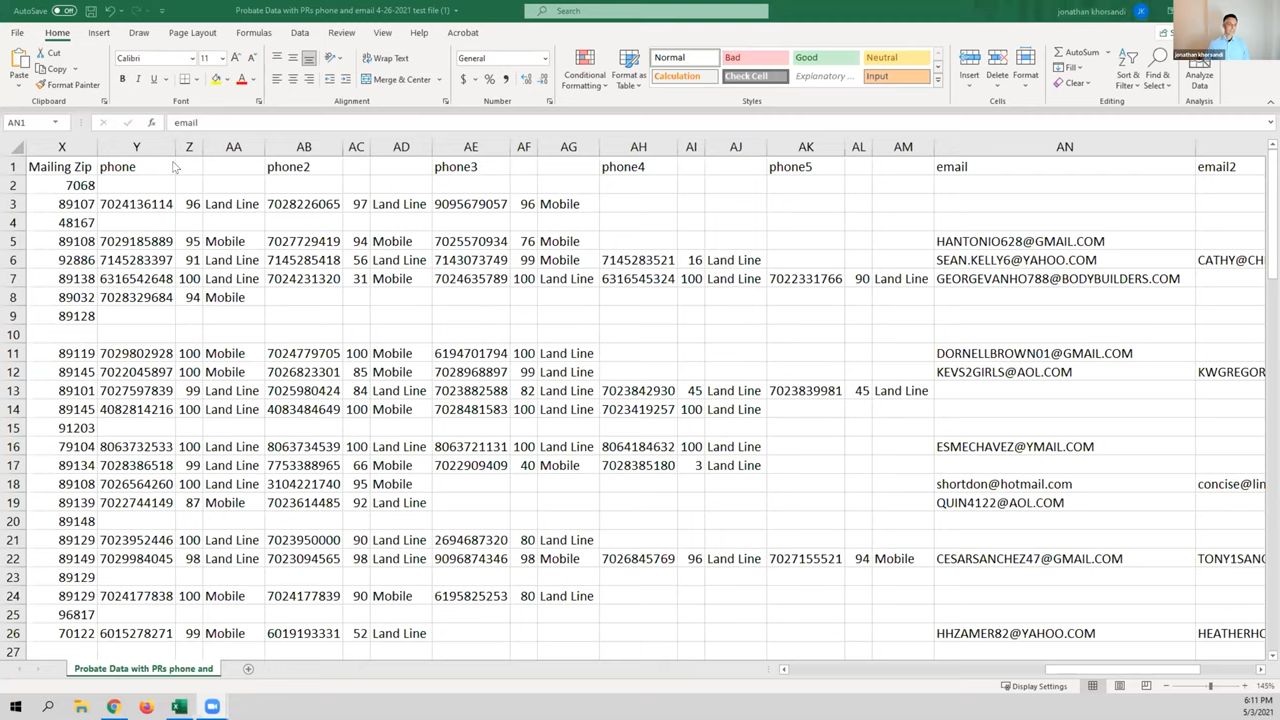 AutoSave Off Probate Data with PRs phone and email 4-26-2021 test file (1) Search jonathan khorsandi JK
File Home Insert Draw Page Layout Formulas Data Review View Help Acrobat
jonathan khorsandi
Paste Cut Copy Format Painter Clipboard
Calibri 11 B I U A Font
Wrap Text Merge & Center Alignment
General $ % Number
Conditional Formatting Format as Table
Normal Bad Good Neutral
Calculation Check Cell Explanatory ... Input
Styles
Insert Delete Format Cells
AutoSum Fill Clear Sort & Filter Find & Select Editing
Analyze Data Analysis
AN1 fx email
X Y Z AA AB AC AD AE AF AG AH AI AJ AK AL AM AN
1 Mailing Zip phone phone2 phone3 phone4 phone5 email email2
2 7068
3 89107 7024136114 96 Land Line 7028226065 97 Land Line 9095679057 96 Mobile
4 48167
5 89108 7029185889 95 Mobile 7027729419 94 Mobile 7025570934 76 Mobile HANTONIO628@GMAIL.COM
6 92886 7145283397 91 Land Line 7145285418 56 Land Line 7143073749 99 Mobile 7145283521 16 Land Line SEAN.KELLY6@YAHOO.COM CATHY@CH
7 89138 6316542648 100 Land Line 7024231320 31 Mobile 7024635789 100 Land Line 6316545324 100 Land Line 7022331766 90 Land Line GEORGEVANHO788@BODYBUILDERS.COM
8 89032 7028329684 94 Mobile
9 89128
10
11 89119 7029802928 100 Mobile 7024779705 100 Mobile 6194701794 100 Land Line DORNELLBROWN01@GMAIL.COM
12 89145 7022045897 100 Mobile 7026823301 85 Mobile 7028968897 99 Land Line KEVS2GIRLS@AOL.COM KWGREGOR
13 89101 7027597839 99 Land Line 7025980424 84 Land Line 7023882588 82 Mobile 7023842930 45 Land Line 7023839981 45 Land Line
14 89145 4082814216 100 Land Line 4083484649 100 Mobile 7028481583 100 Land Line 7023419257 100 Land Line
15 91203
16 79104 8063732533 100 Land Line 8063734539 100 Land Line 8063721131 100 Land Line 8064184632 100 Land Line ESMECHAVEZ@YMAIL.COM
17 89134 7028386518 99 Land Line 7753388965 66 Mobile 7022909409 40 Mobile 7028385180 3 Land Line
18 89108 7026564260 100 Land Line 3104221740 95 Mobile shortdon@hotmail.com concise@lin
19 89139 7022744149 87 Mobile 7023614485 92 Land Line QUIN4122@AOL.COM
20 89148
21 89129 7023952446 100 Land Line 7023950000 90 Land Line 2694687320 80 Land Line
22 89149 7029984045 98 Land Line 7023094565 98 Land Line 9096874346 98 Mobile 7026845769 96 Land Line 7027155521 94 Mobile CESARSANCHEZ47@GMAIL.COM TONY1SAN
23 89129
24 89129 7024177838 100 Mobile 7024177839 90 Mobile 6195825253 80 Land Line
25 96817
26 70122 6015278271 99 Mobile 6019193331 52 Land Line HHZAMER82@YAHOO.COM HEATHERH
27
Probate Data with PRs phone and
Display Settings 145%
6:11 PM
5/3/2021